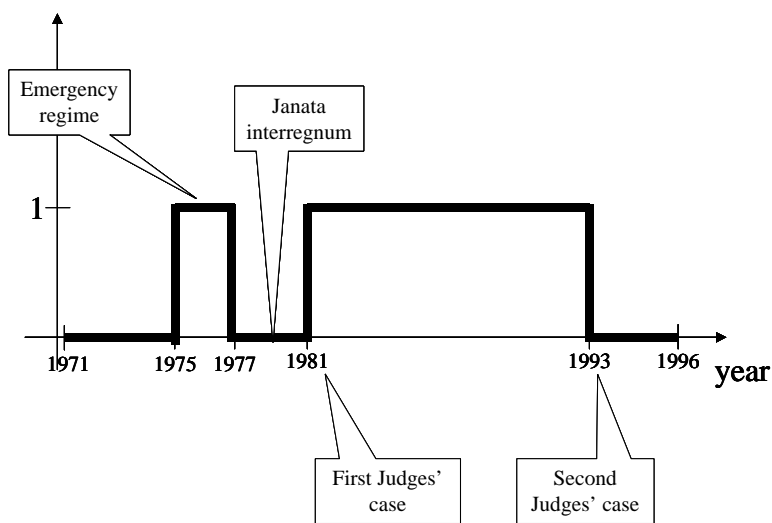 Emergency
regime
Janata
interregnum
1
1971
1975
1977
1981
1993
1996
year
First Judges’
case
Second
Judges’ case